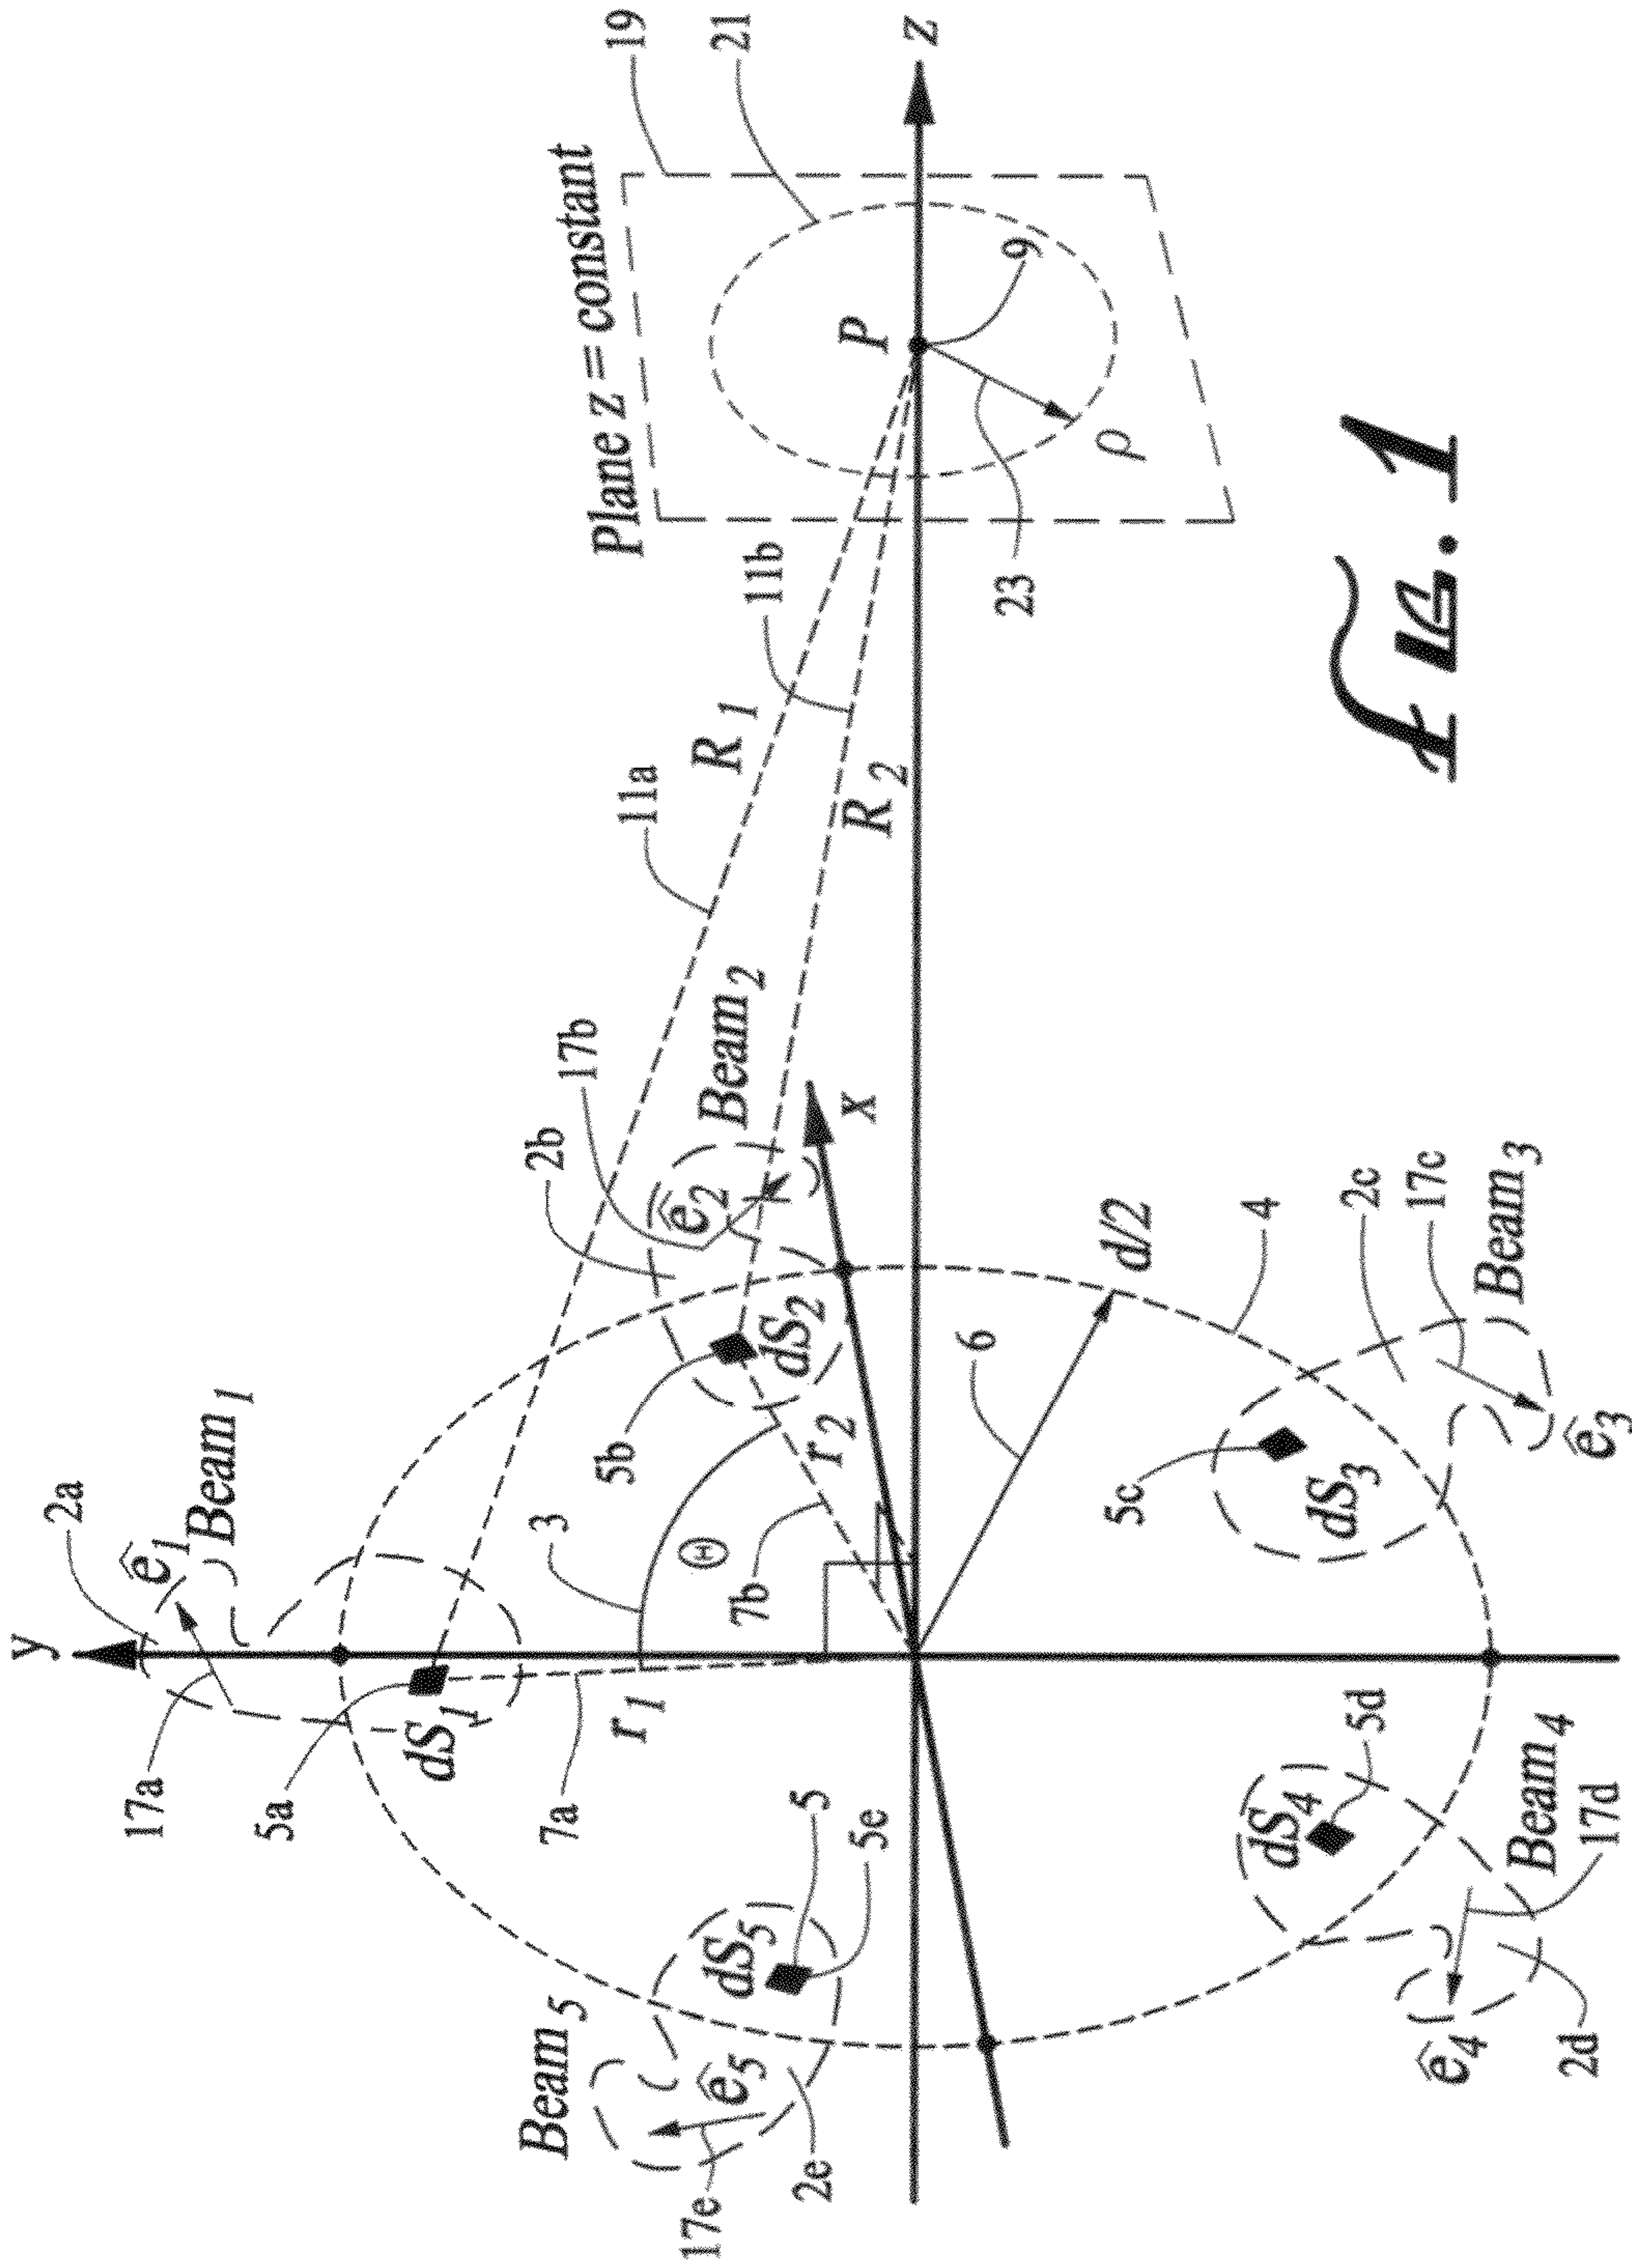 y
z
x
Plane z = constant
19
21
P
9
ρ
23
R1
11a
R2
11b
2a
ê1
Beam1
17a
5a
dS1
r1
7a
3
Θ
2b
17b
ê2
Beam2
5b
dS2
r2
7b
d/2
6
4
2c
17c
Beam3
ê3
5c
dS3
5d
dS4
Beam4
17d
ê4
2d
5
5e
dS5
Beam5
ê5
17e
2e
FIG. 1